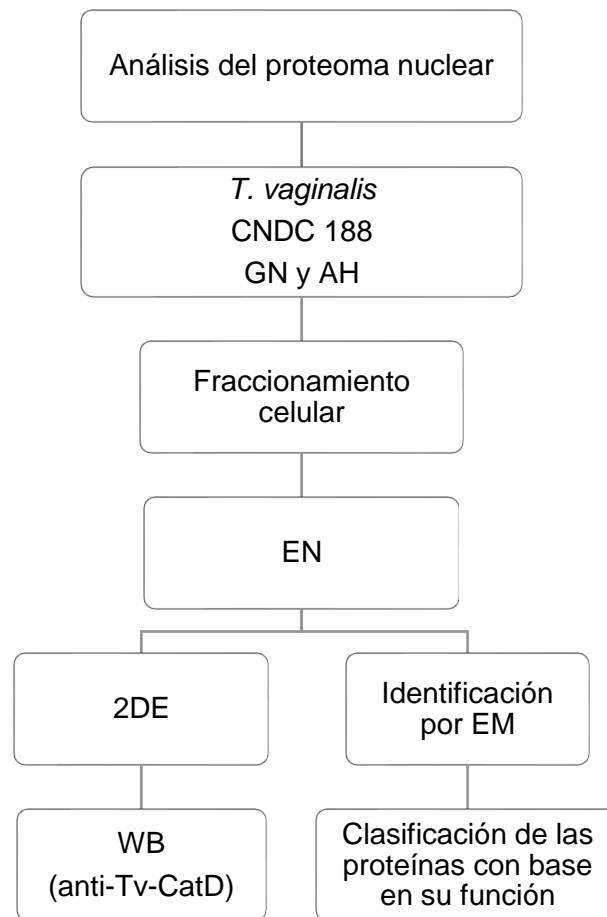 Análisis del proteoma nuclear
T. vaginalis
CNDC 188
GN y AH
Fraccionamiento
celular
EN
2DE
Identificación
por EM
WB
(anti-Tv-CatD)
Clasificación de las
proteínas con base
en su función